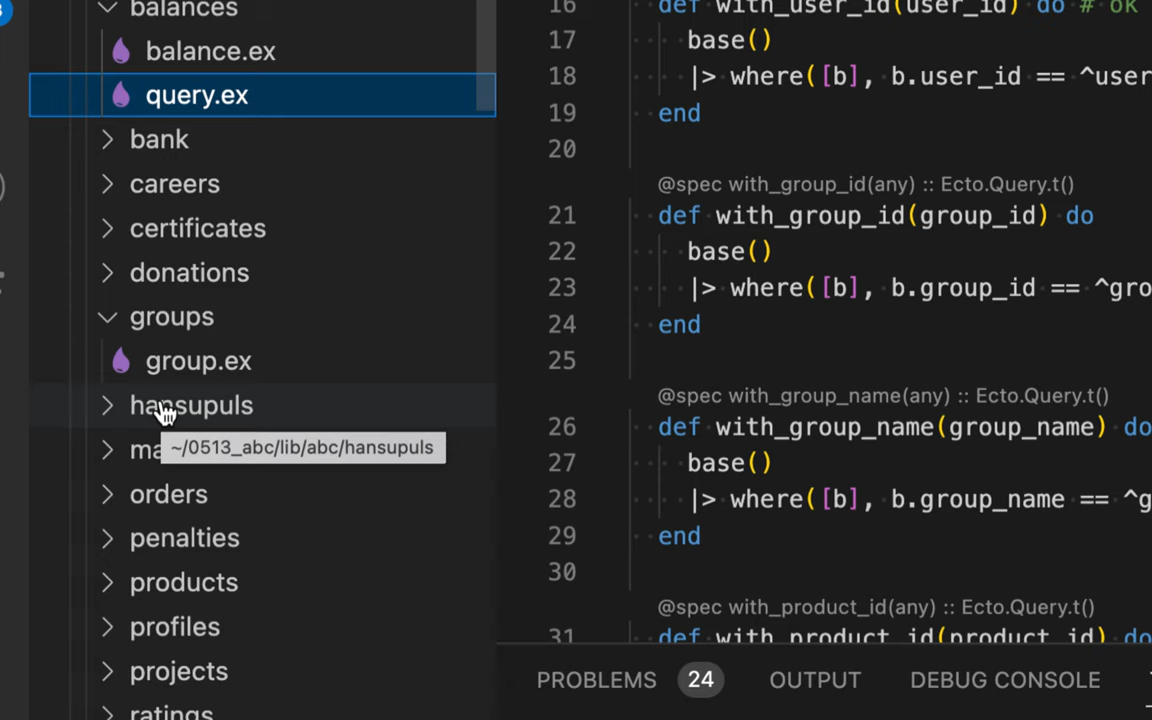 balances
balance.ex
query.ex
bank
careers
certificates
donations
groups
group.ex
hansupuls
~/0513_abc/lib/abc/hansupuls
orders
penalties
products
profiles
projects
ratings
16 def with_user_id(user_id) do # ok
17 base()
18 |> where([b], b.user_id == ^user
19 end
20
@spec with_group_id(any) :: Ecto.Query.t()
21 def with_group_id(group_id) do
22 base()
23 |> where([b], b.group_id == ^gro
24 end
25
@spec with_group_name(any) :: Ecto.Query.t()
26 def with_group_name(group_name) do
27 base()
28 |> where([b], b.group_name == ^g
29 end
30
@spec with_product_id(any) :: Ecto.Query.t()
31 def with_product_id(product_id) do
PROBLEMS 24 OUTPUT DEBUG CONSOLE